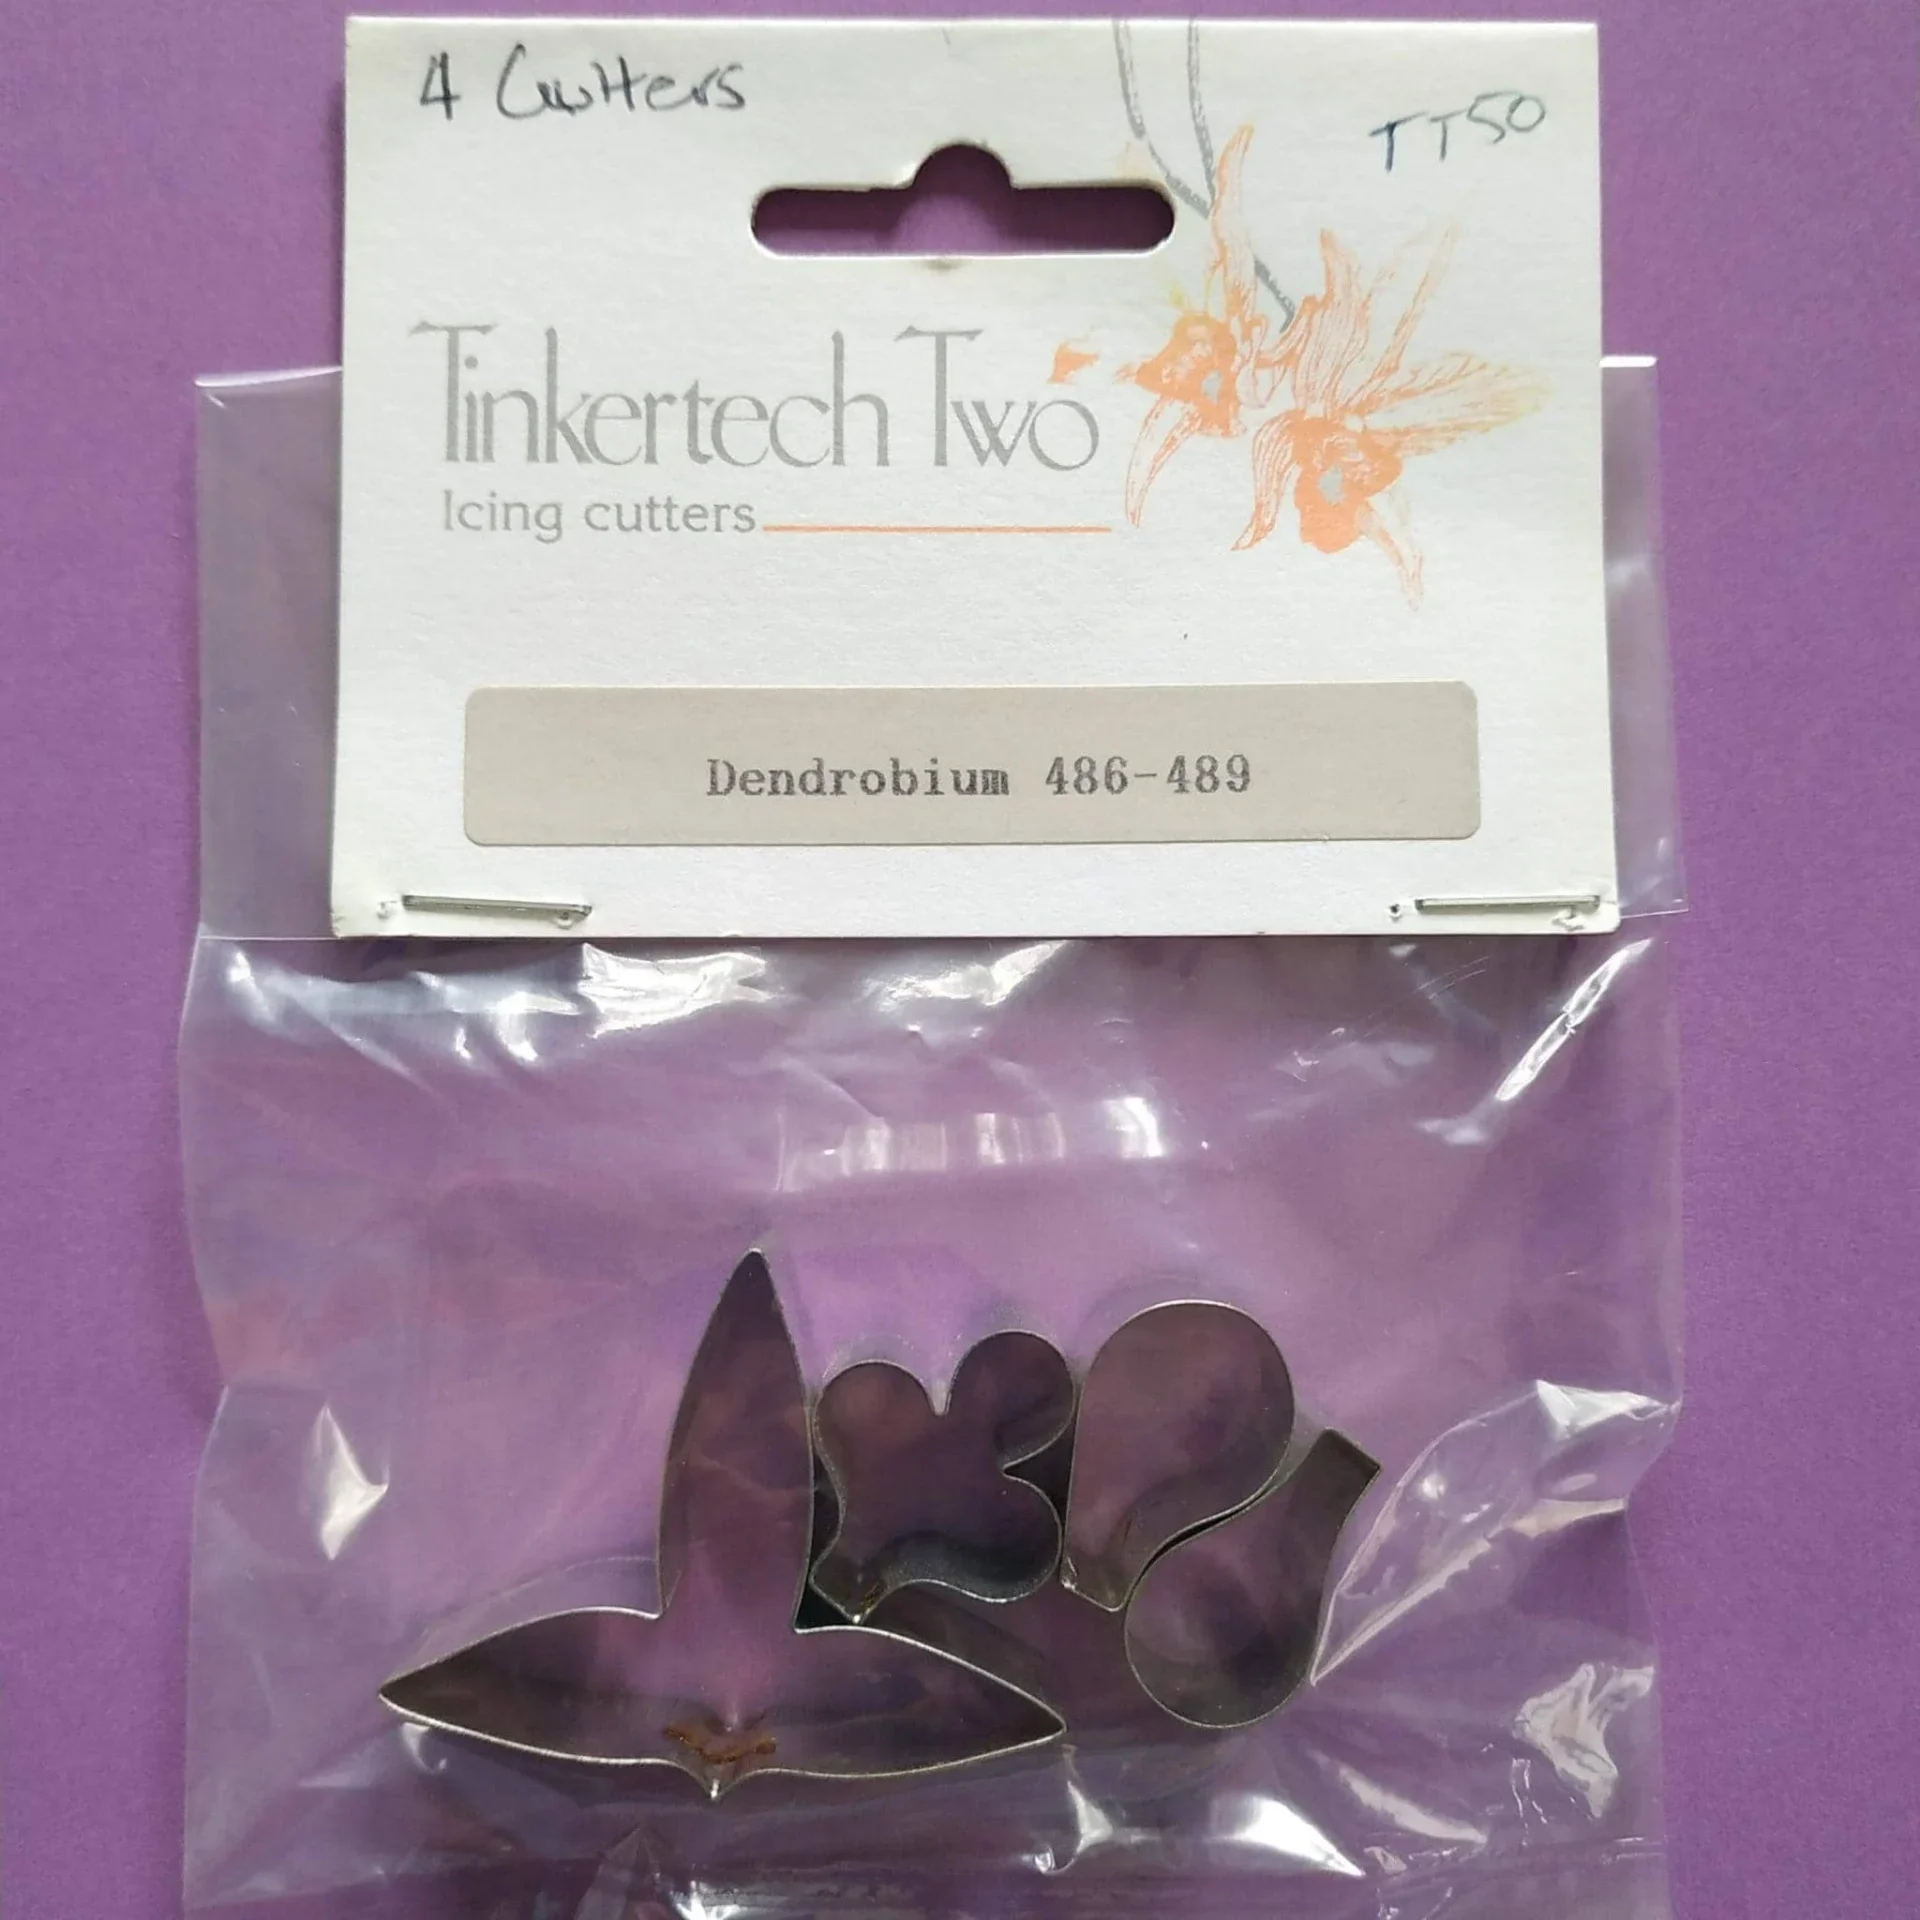 4 Cutters
TT50
Tinkertech Two
Icing cutters
Dendrobium 486-489